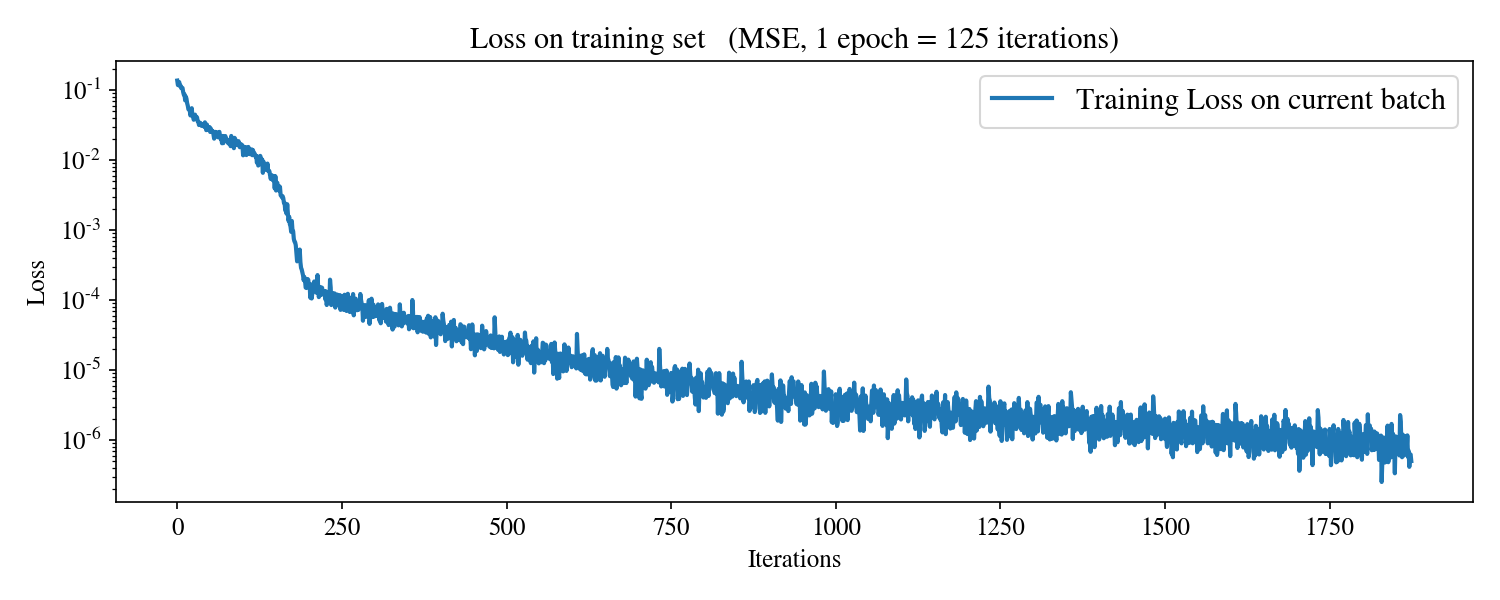 Loss on training set (MSE, 1 epoch = 125 iterations)
Training Loss on current batch
Loss
10^-1
10^-2
10^-3
10^-4
10^-5
10^-6
0 250 500 750 1000 1250 1500 1750
Iterations